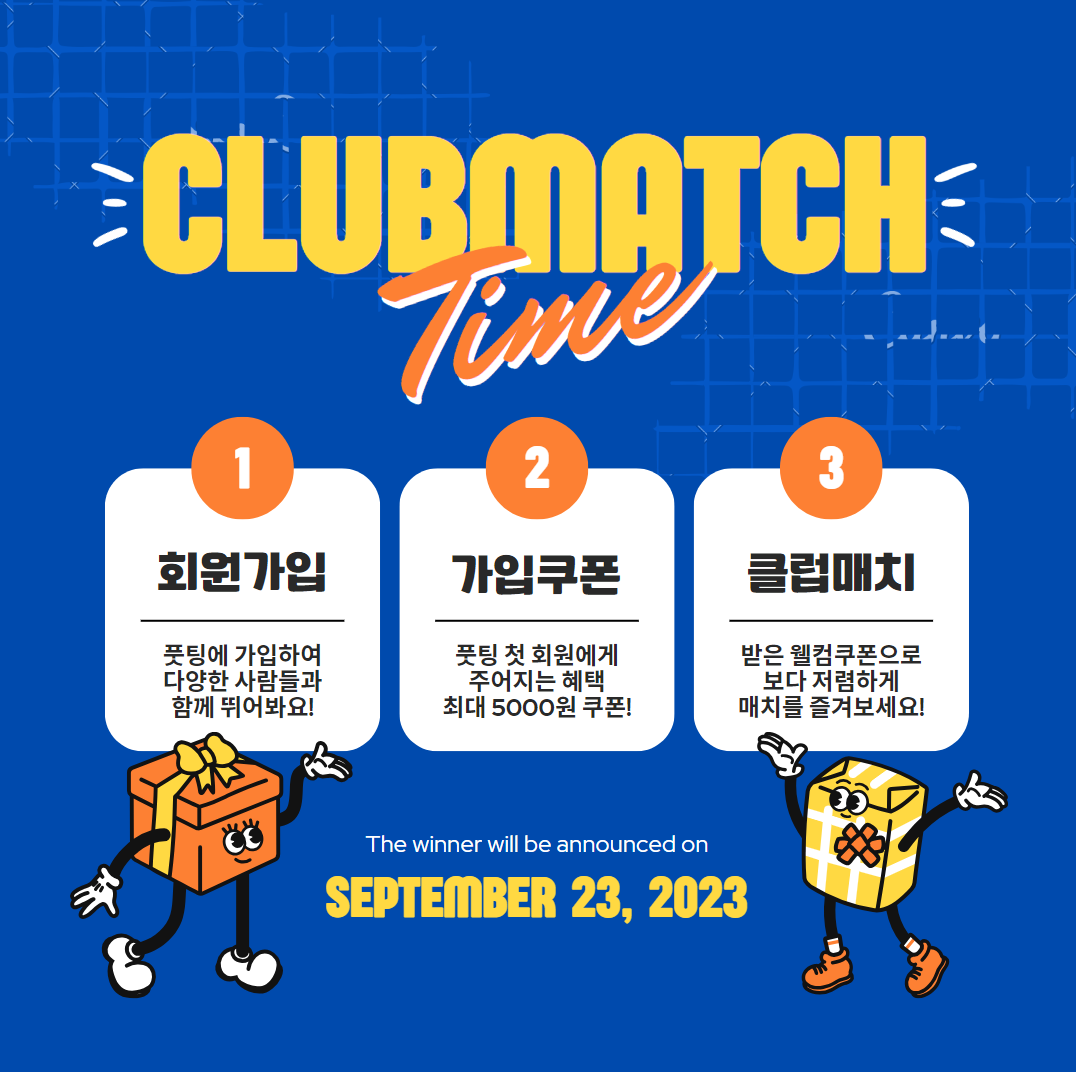 CLUBMATCH
Time
1
회원가입
풋팅에 가입하여
다양한 사람들과
함께 뛰어봐요!
2
가입쿠폰
풋팅 첫 회원에게
주어지는 혜택
최대 5000원 쿠폰!
3
클럽매치
받은 웰컴쿠폰으로
보다 저렴하게
매치를 즐겨보세요!
The winner will be announced on
SEPTEMBER 23, 2023